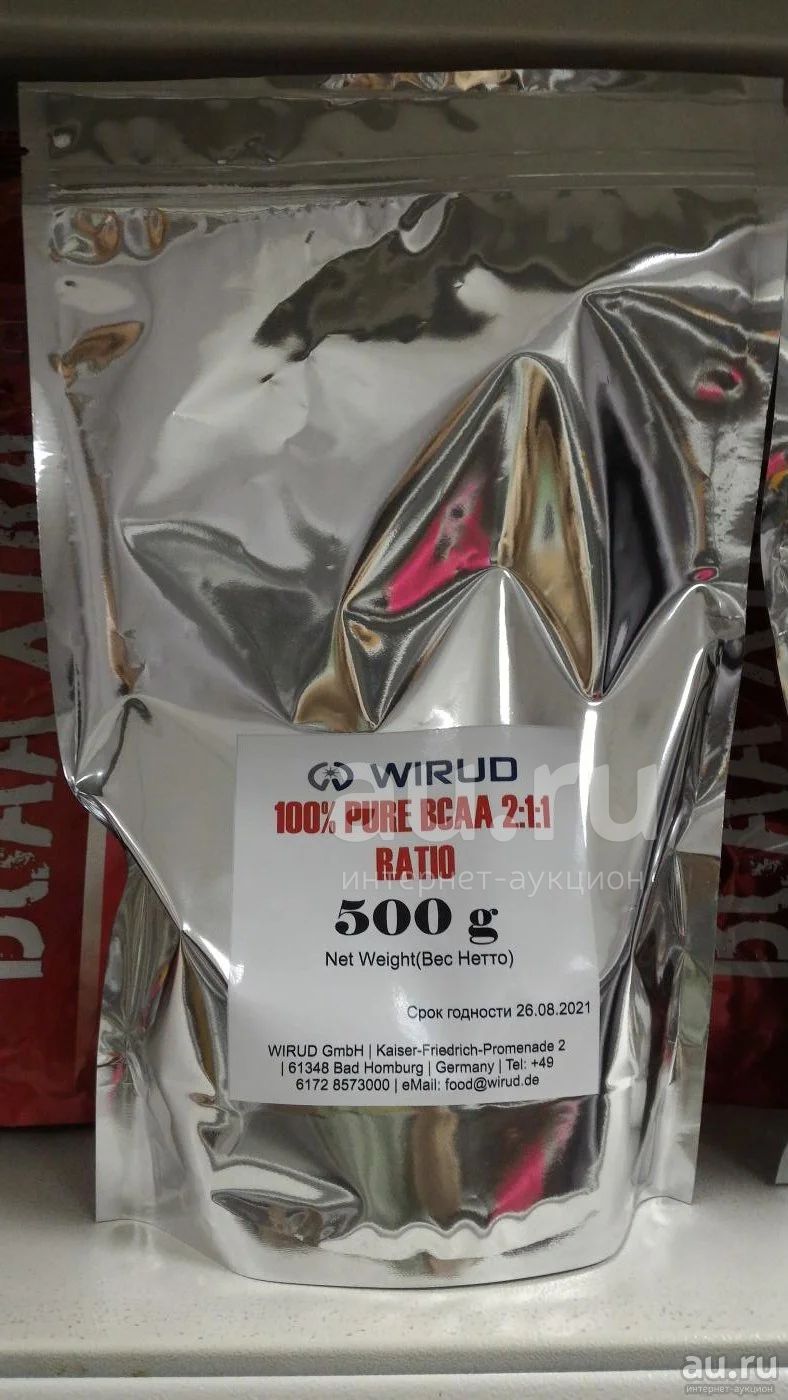 WIRUD
100% PURE BCAA 2:1:1
RATIO
500 g
Net Weight(Вес Нетто)
Срок годности 26.08.2021
WIRUD GmbH | Kaiser-Friedrich-Promenade 2
| 61348 Bad Homburg | Germany | Tel: +49
6172 8573000 | eMail: food@wirud.de
au.ru
интернет-аукцион
BCAA
BCAA
au.ru
интернет-аукцион